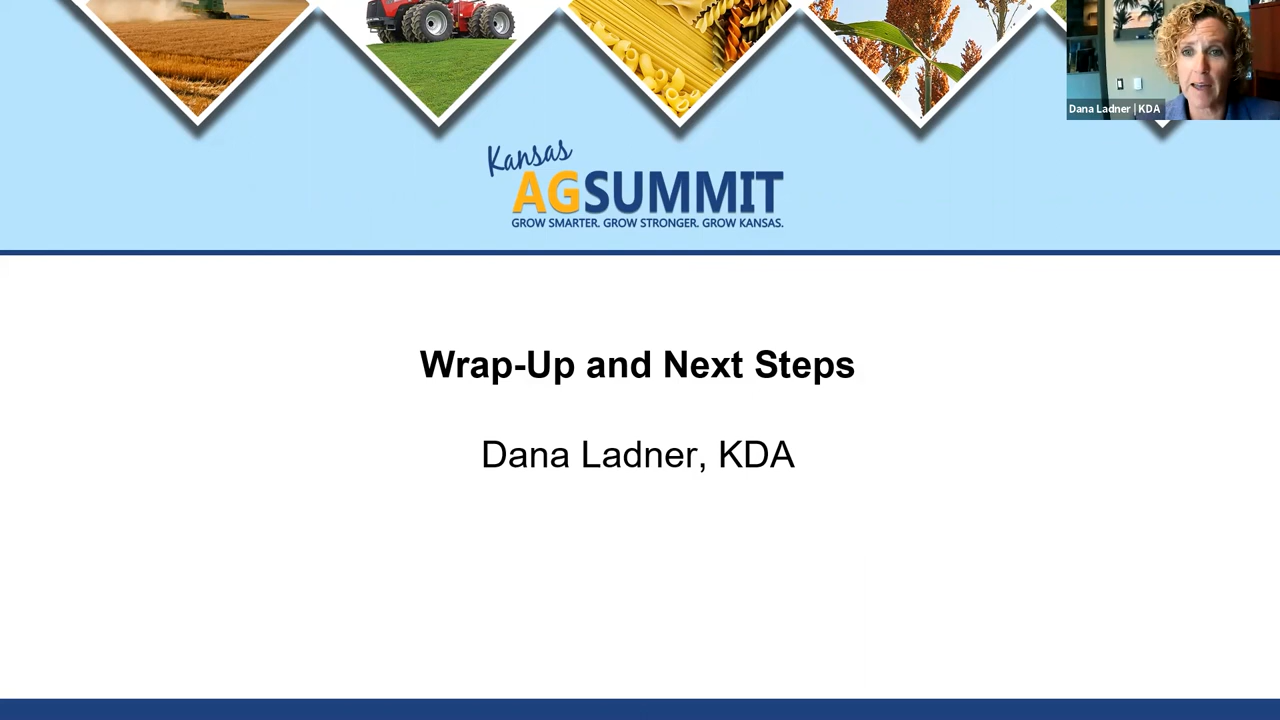 Dana Ladner | KDA
Kansas
AGSUMMIT
GROW SMARTER. GROW STRONGER. GROW KANSAS.
Wrap-Up and Next Steps
Dana Ladner, KDA